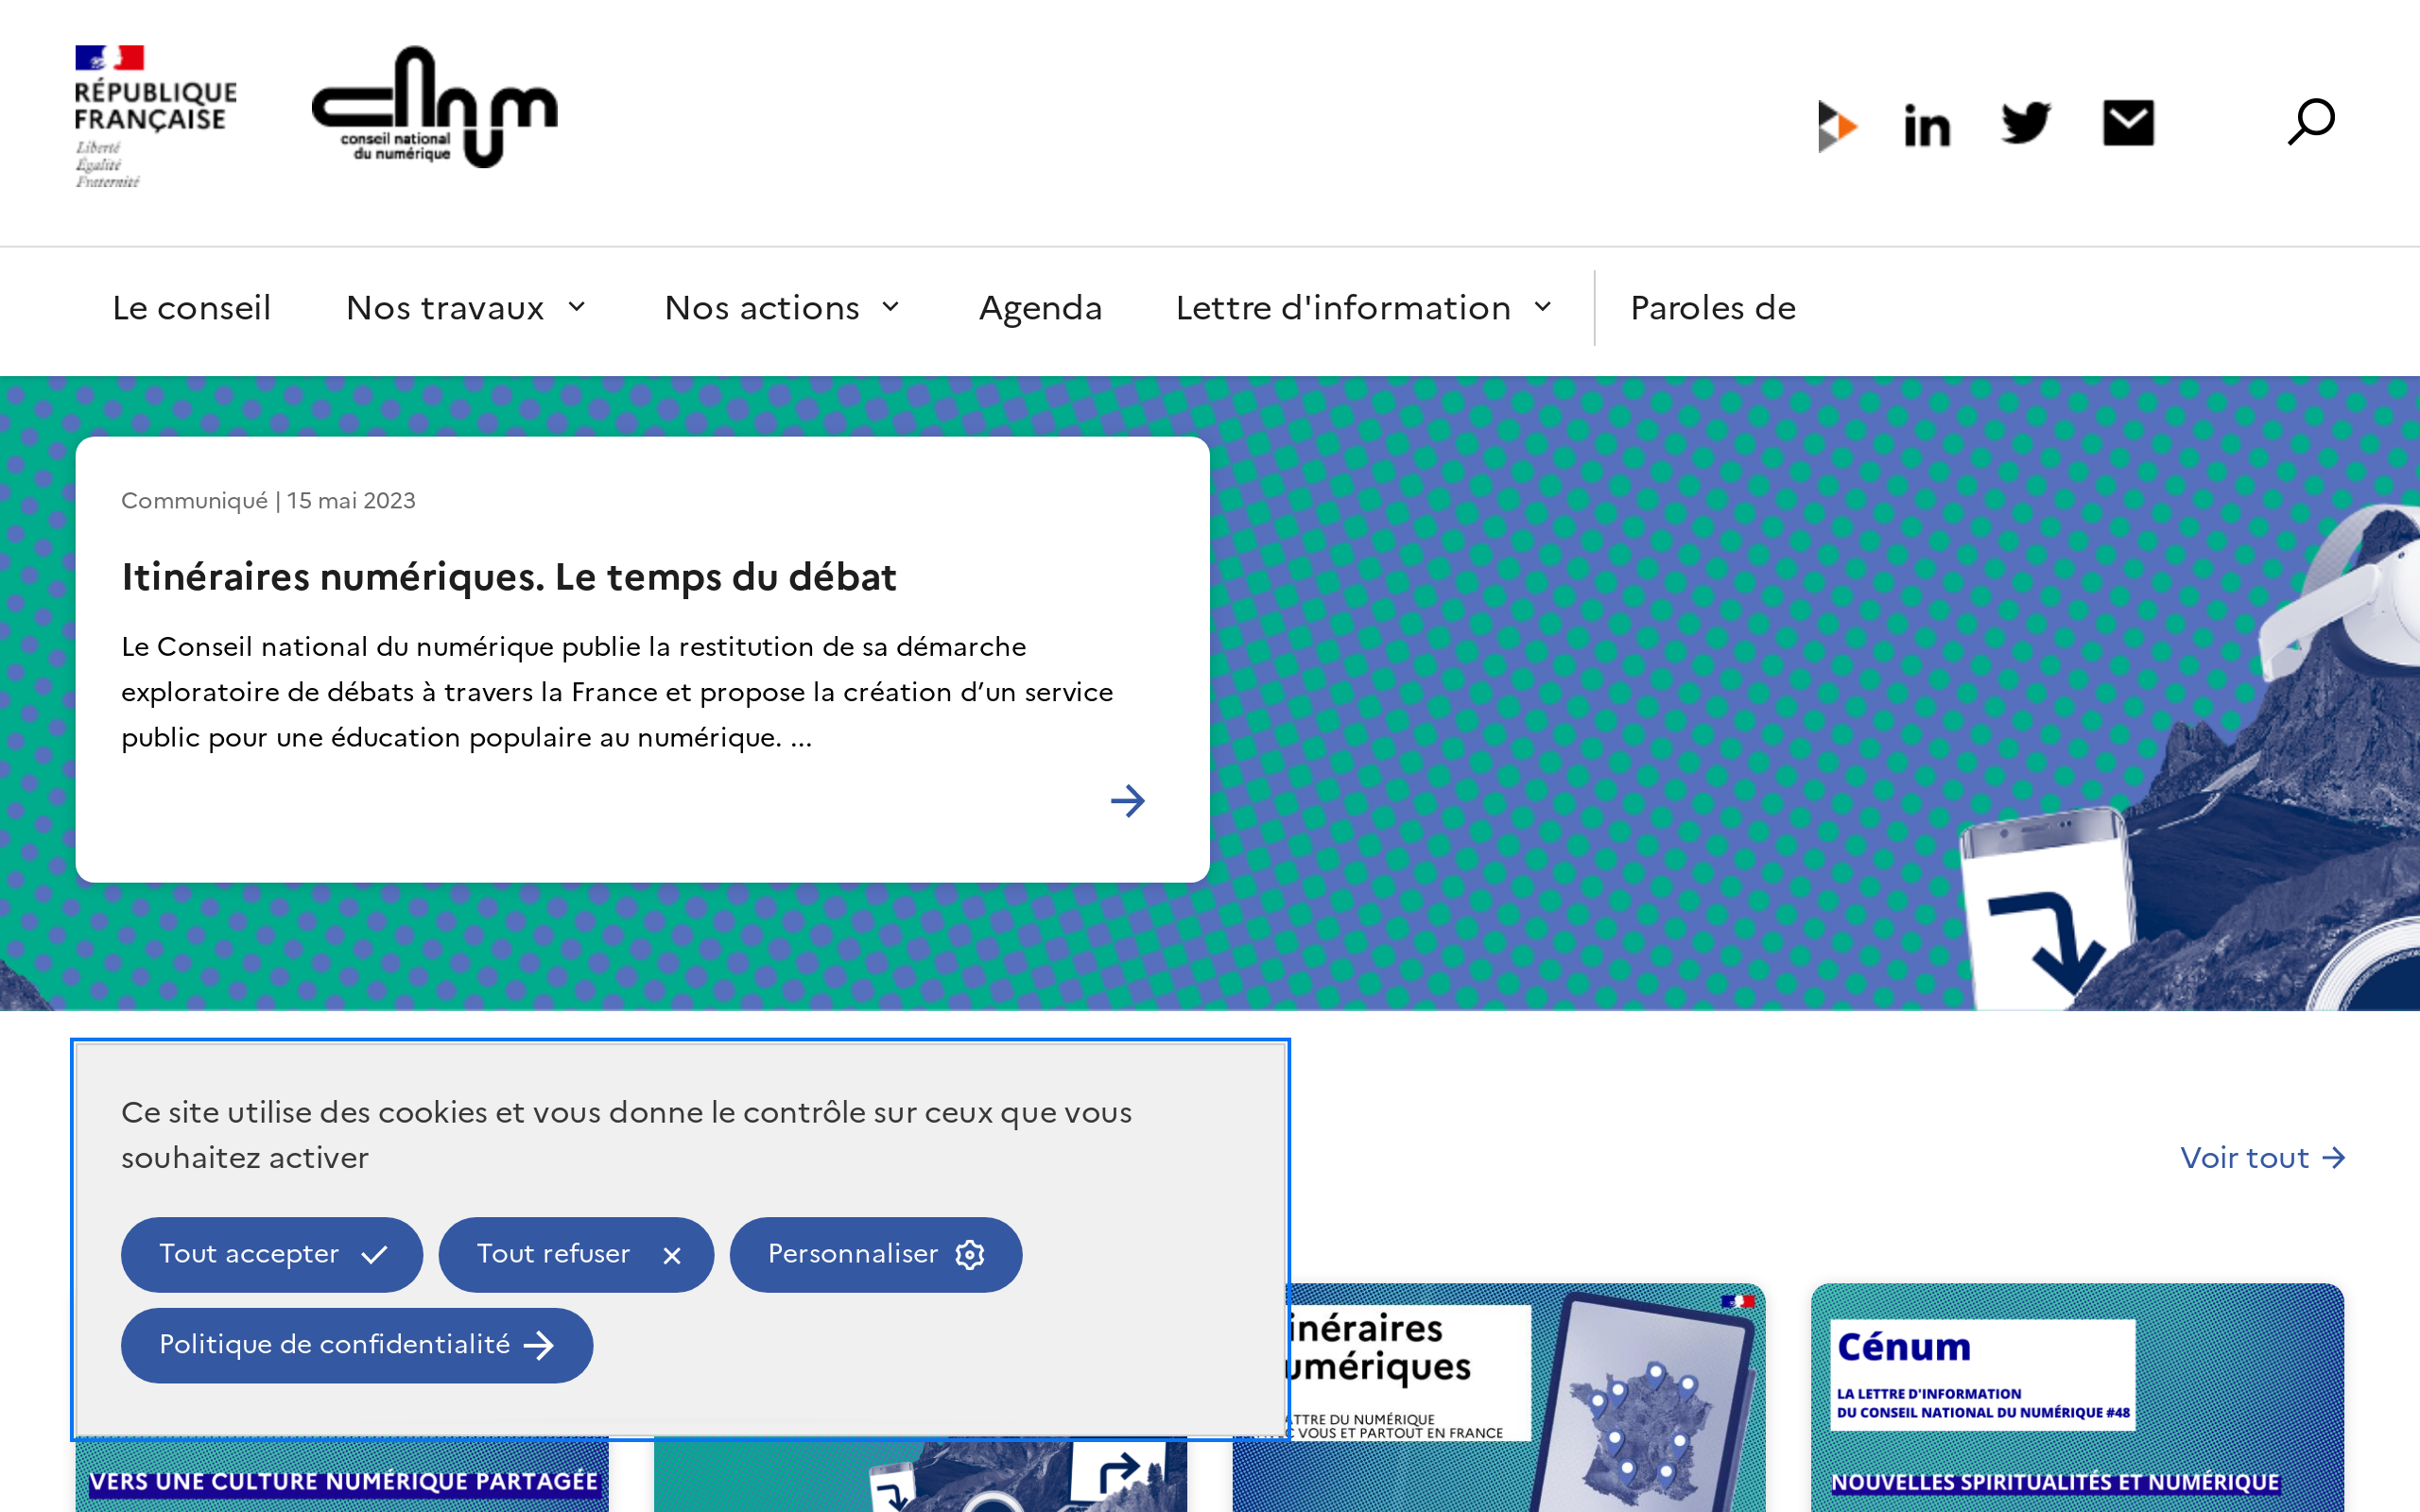 RÉPUBLIQUE
FRANÇAISE
Liberté
Égalité
Fraternité
cnnum
conseil national
du numérique
in
Le conseil
Nos travaux
Nos actions
Agenda
Lettre d'information
Paroles de
Communiqué | 15 mai 2023
Itinéraires numériques. Le temps du débat
Le Conseil national du numérique publie la restitution de sa démarche
exploratoire de débats à travers la France et propose la création d’un service
public pour une éducation populaire au numérique. ...
Ce site utilise des cookies et vous donne le contrôle sur ceux que vous
souhaitez activer
Tout accepter
Tout refuser
Personnaliser
Politique de confidentialité
Voir tout
VERS UNE CULTURE NUMÉRIQUE PARTAGÉE
inéraires
umériques
ATTRE DU NUMÉRIQUE
VOUS ET PARTOUT EN FRANCE
Cénum
LA LETTRE D'INFORMATION
DU CONSEIL NATIONAL DU NUMÉRIQUE #48
NOUVELLES SPIRITUALITÉS ET NUMÉRIQUE